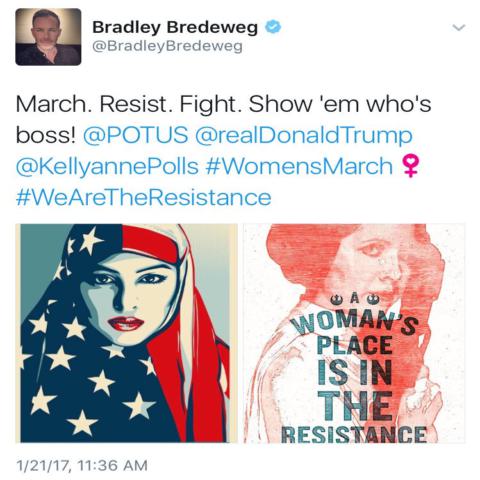 Bradley Bredeweg
@BradleyBredeweg
March. Resist. Fight. Show 'em who's
boss! @POTUS @realDonaldTrump
@KellyannePolls #WomensMarch
#WeAreTheResistance
A
WOMAN'S
PLACE
IS IN
THE
RESISTANCE
1/21/17, 11:36 AM